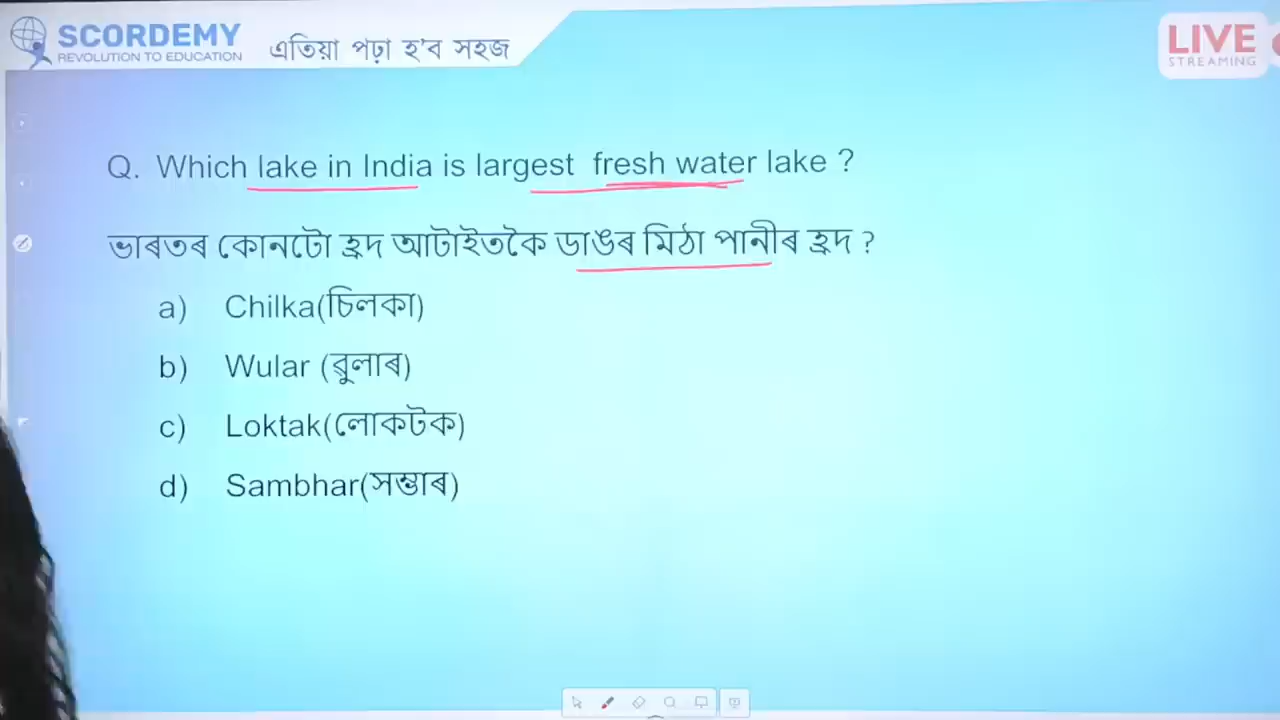 SCORDEMY
REVOLUTION TO EDUCATION
এতিয়া পঢ়া হ'ব সহজ
LIVE
STREAMING
Q. Which lake in India is largest fresh water lake ?
ভাৰতৰ কোনটো হ্ৰদ আটাইতকৈ ডাঙৰ মিঠা পানীৰ হ্ৰদ ?
a) Chilka(চিলকা)
b) Wular (ৱুলাৰ)
c) Loktak(লোকটক)
d) Sambhar(সম্ভাৰ)